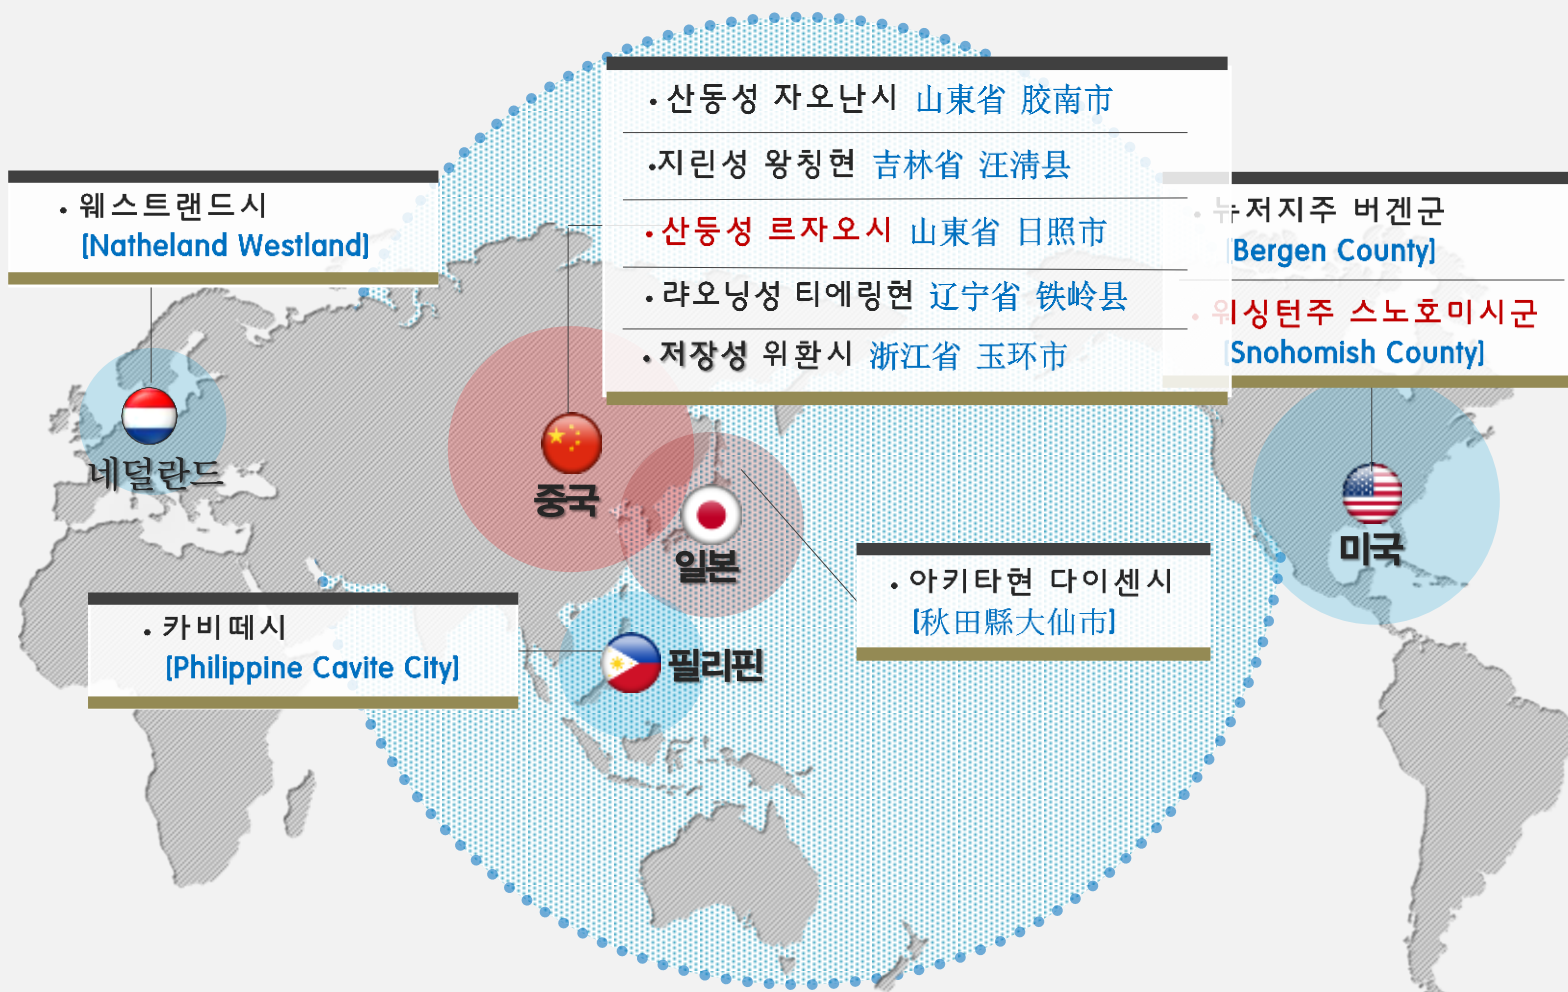 • 산동성 자오난시 山東省 胶南市
•지린성 왕칭현 吉林省 汪淸县
• 산둥성 르자오시 山東省 日照市
• 랴오닝성 티에링현 辽宁省 铁岭县
• 저장성 위환시 浙江省 玉环市
• 웨스트랜드시
[Natheland Westland]
• 뉴저지주 버겐군
[Bergen County]
• 워싱턴주 스노호미시군
[Snohomish County]
네덜란드
중국
일본
미국
• 아키타현 다이센시
[秋田縣大仙市]
• 카비떼시
[Philippine Cavite City]
필리핀